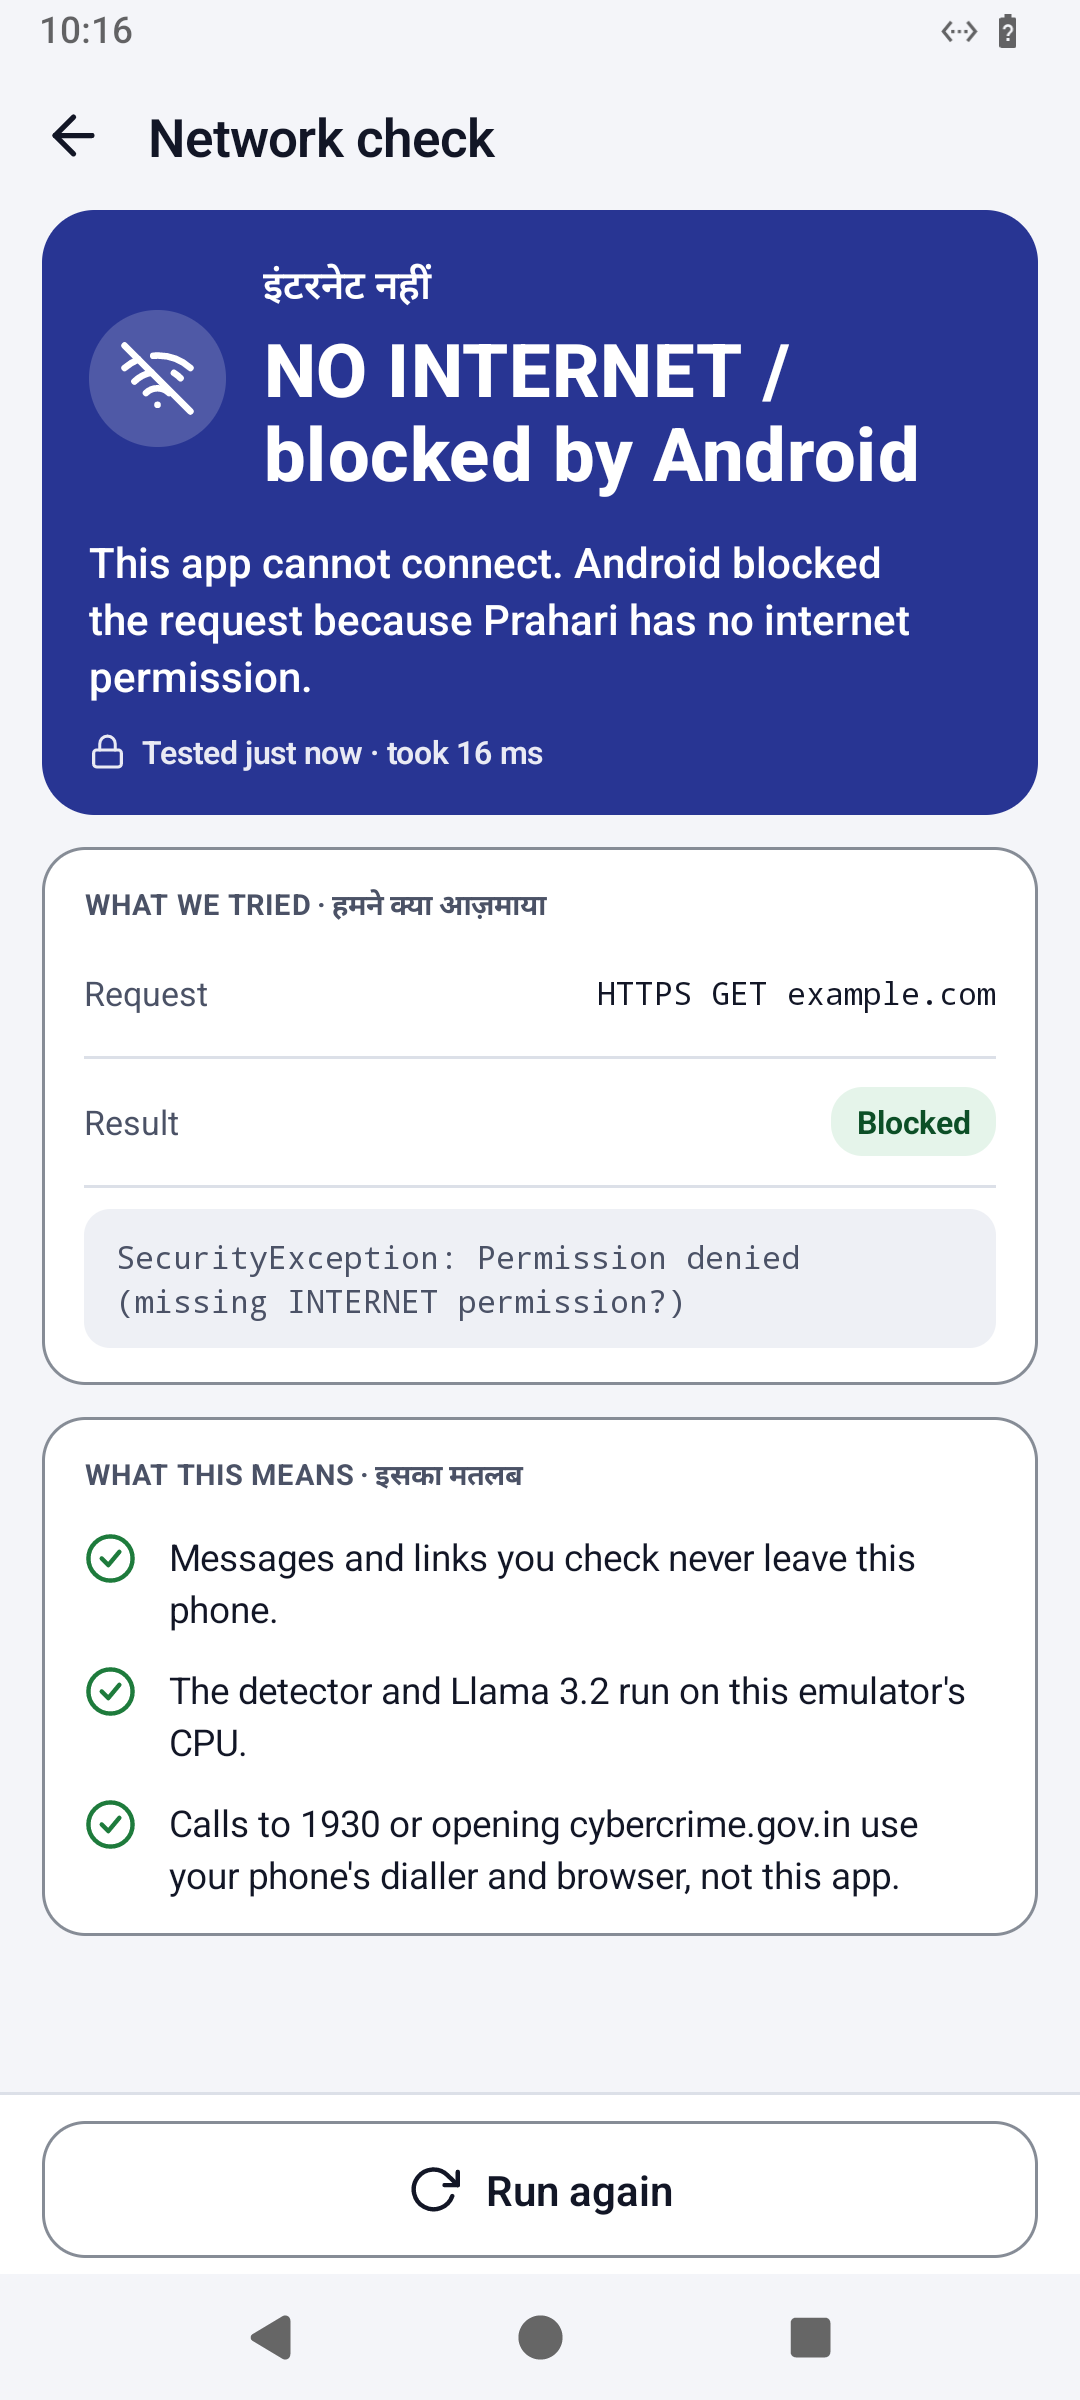 10:16
Network check
इंटरनेट नहीं
NO INTERNET /
blocked by Android
This app cannot connect. Android blocked
the request because Prahari has no internet
permission.
Tested just now · took 16 ms
WHAT WE TRIED · हमने क्या आज़माया
Request HTTPS GET example.com
Result Blocked
SecurityException: Permission denied
(missing INTERNET permission?)
WHAT THIS MEANS · इसका मतलब
Messages and links you check never leave this
phone.
The detector and Llama 3.2 run on this emulator's
CPU.
Calls to 1930 or opening cybercrime.gov.in use
your phone's dialler and browser, not this app.
Run again